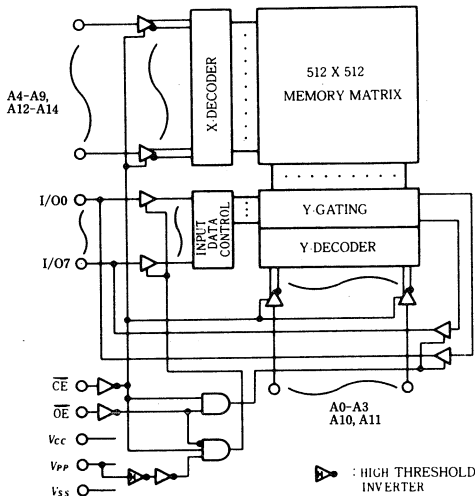 A4-A9,
A12-A14
X·DECODER
512 X 512
MEMORY MATRIX
I/O0
I/O7
INPUT
DATA
CONTROL
Y·GATING
Y·DECODER
CE
OE
VCC
VPP
VSS
A0-A3
A10, A11
H
H
: HIGH THRESHOLD
INVERTER